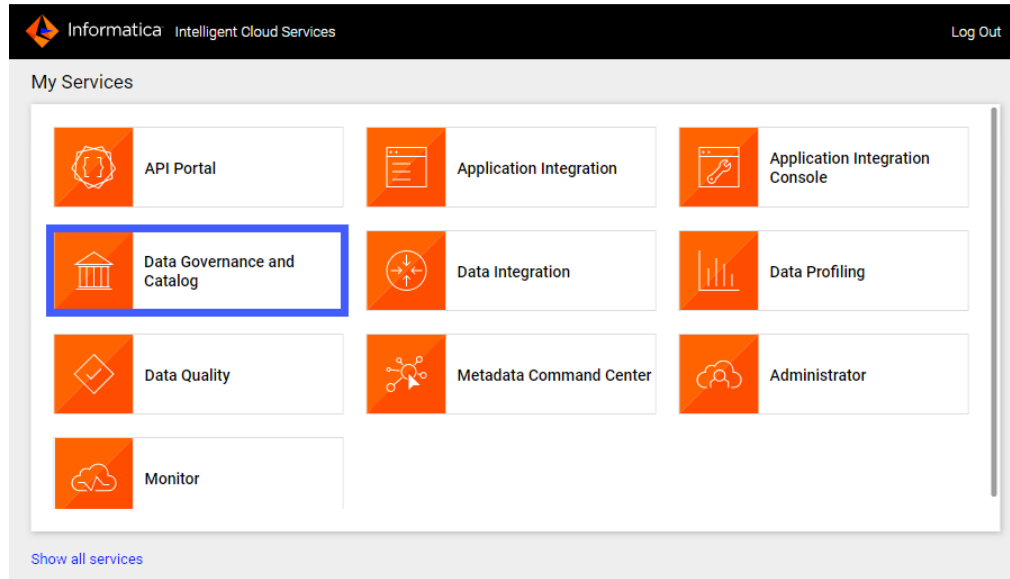 Informatica Intelligent Cloud Services
Log Out
My Services
API Portal
Application Integration
Application Integration
Console
Data Governance and
Catalog
Data Integration
Data Profiling
Data Quality
Metadata Command Center
Administrator
Monitor
Show all services